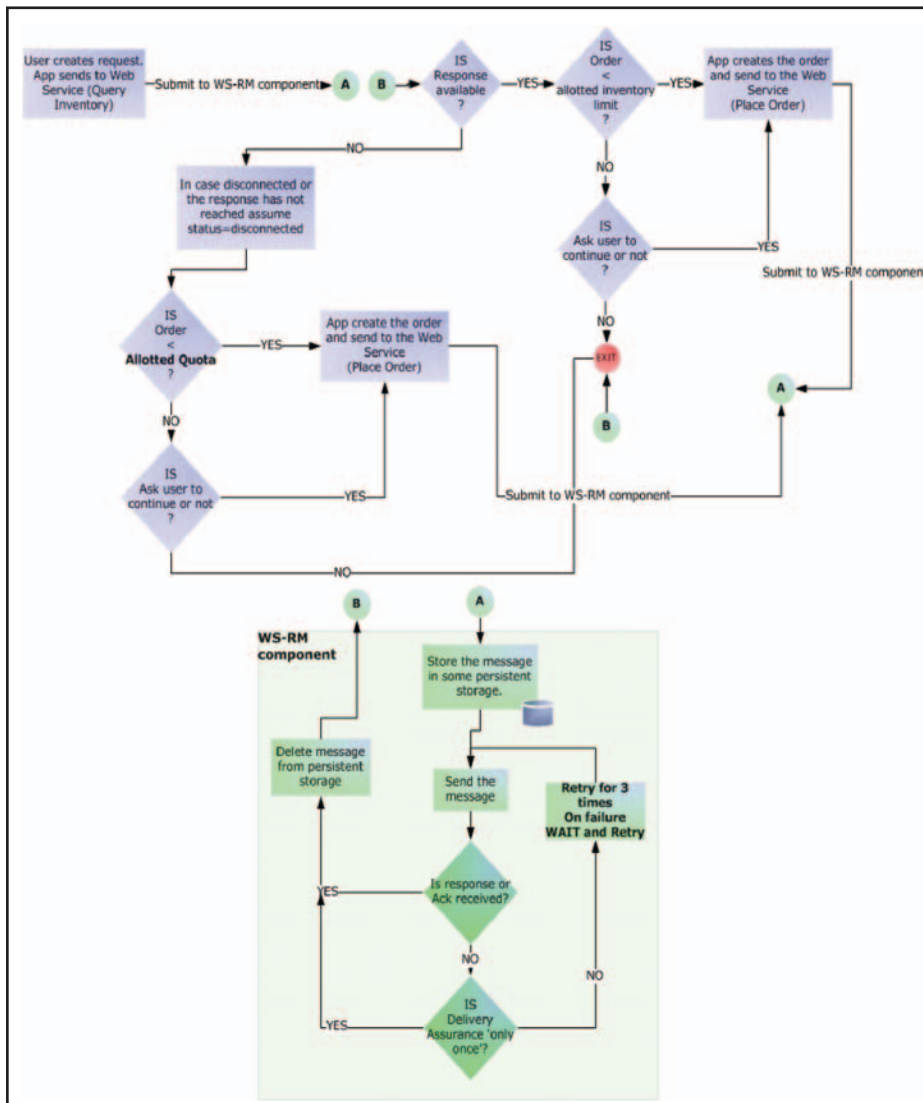 User creates request.
App sends to Web
Service (Query
Inventory)
Submit to WS-RM component
A
B
IS
Response
available
?
YES
IS
Order
<
allotted inventory
limit
?
YES
App creates the order
and send to the Web
Service
(Place Order)
NO
NO
In case disconnected or
the response has not
reached assume
status=disconnected
IS
Ask user to
continue or not
?
YES
Submit to WS-RM component
NO
IS
Order
<
Allotted Quota
?
YES
App create the order
and send to the Web
Service
(Place Order)
EXIT
A
B
NO
IS
Ask user to
continue or not
?
YES
Submit to WS-RM component
NO
B
A
WS-RM
component
Store the message
in some persistent
storage.
Delete message
from persistent
storage
Send the
message
Retry for 3
times
On failure
WAIT and Retry
Is response or
Ack received?
YES
NO
NO
IS
Delivery
Assurance 'only
once'?
YES